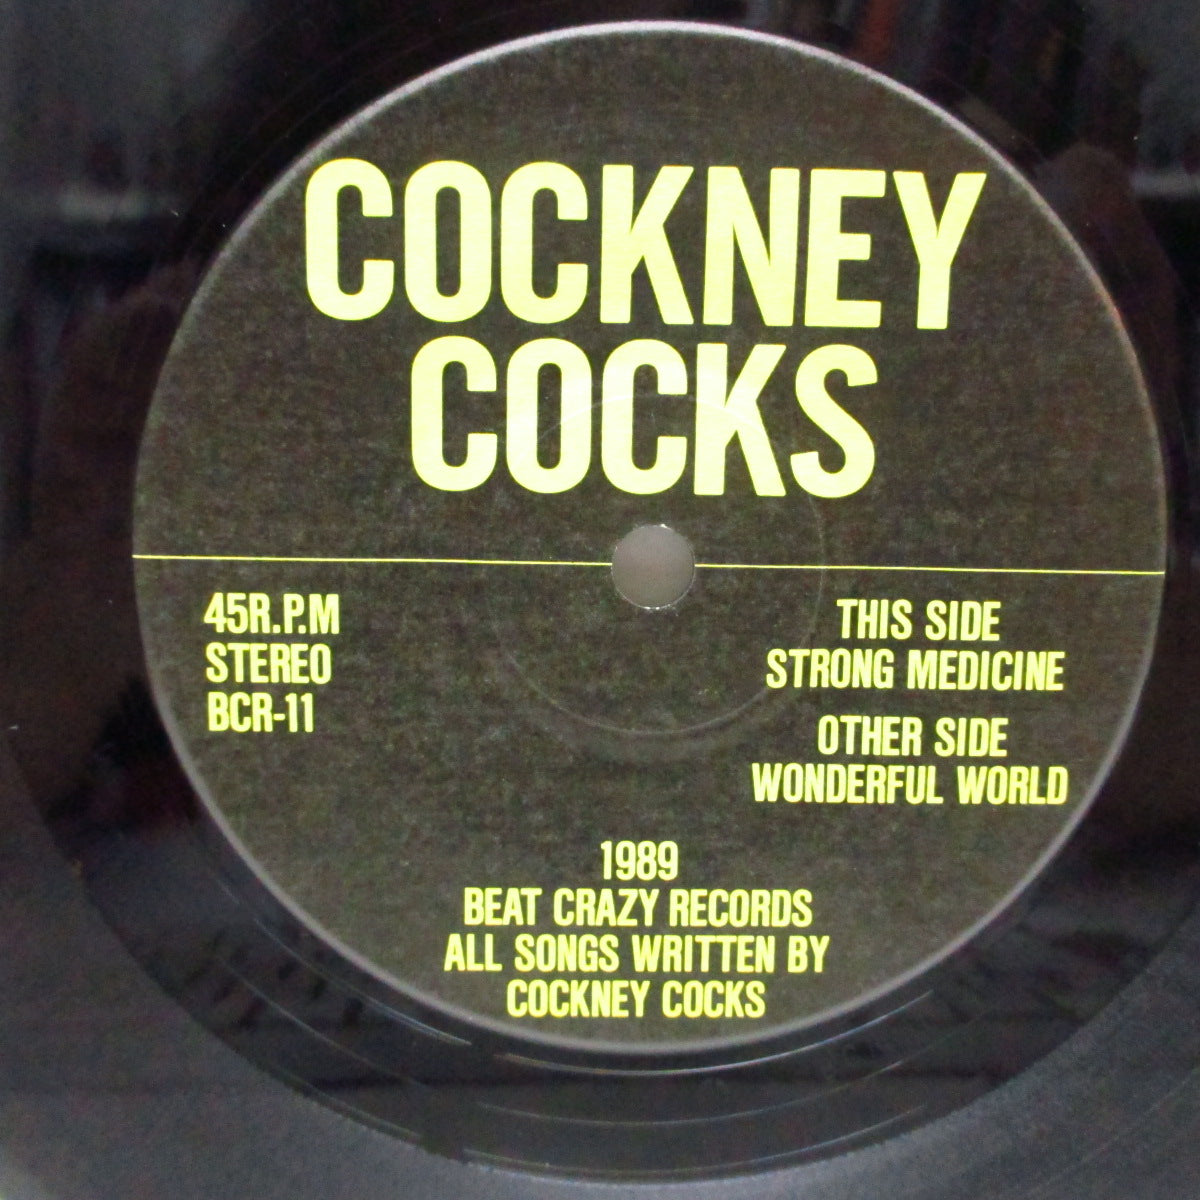 COCKNEY
COCKS
45R.P.M
STEREO
BCR-11
THIS SIDE
STRONG MEDICINE
OTHER SIDE
WONDERFUL WORLD
1989
BEAT CRAZY RECORDS
ALL SONGS WRITTEN BY
COCKNEY COCKS